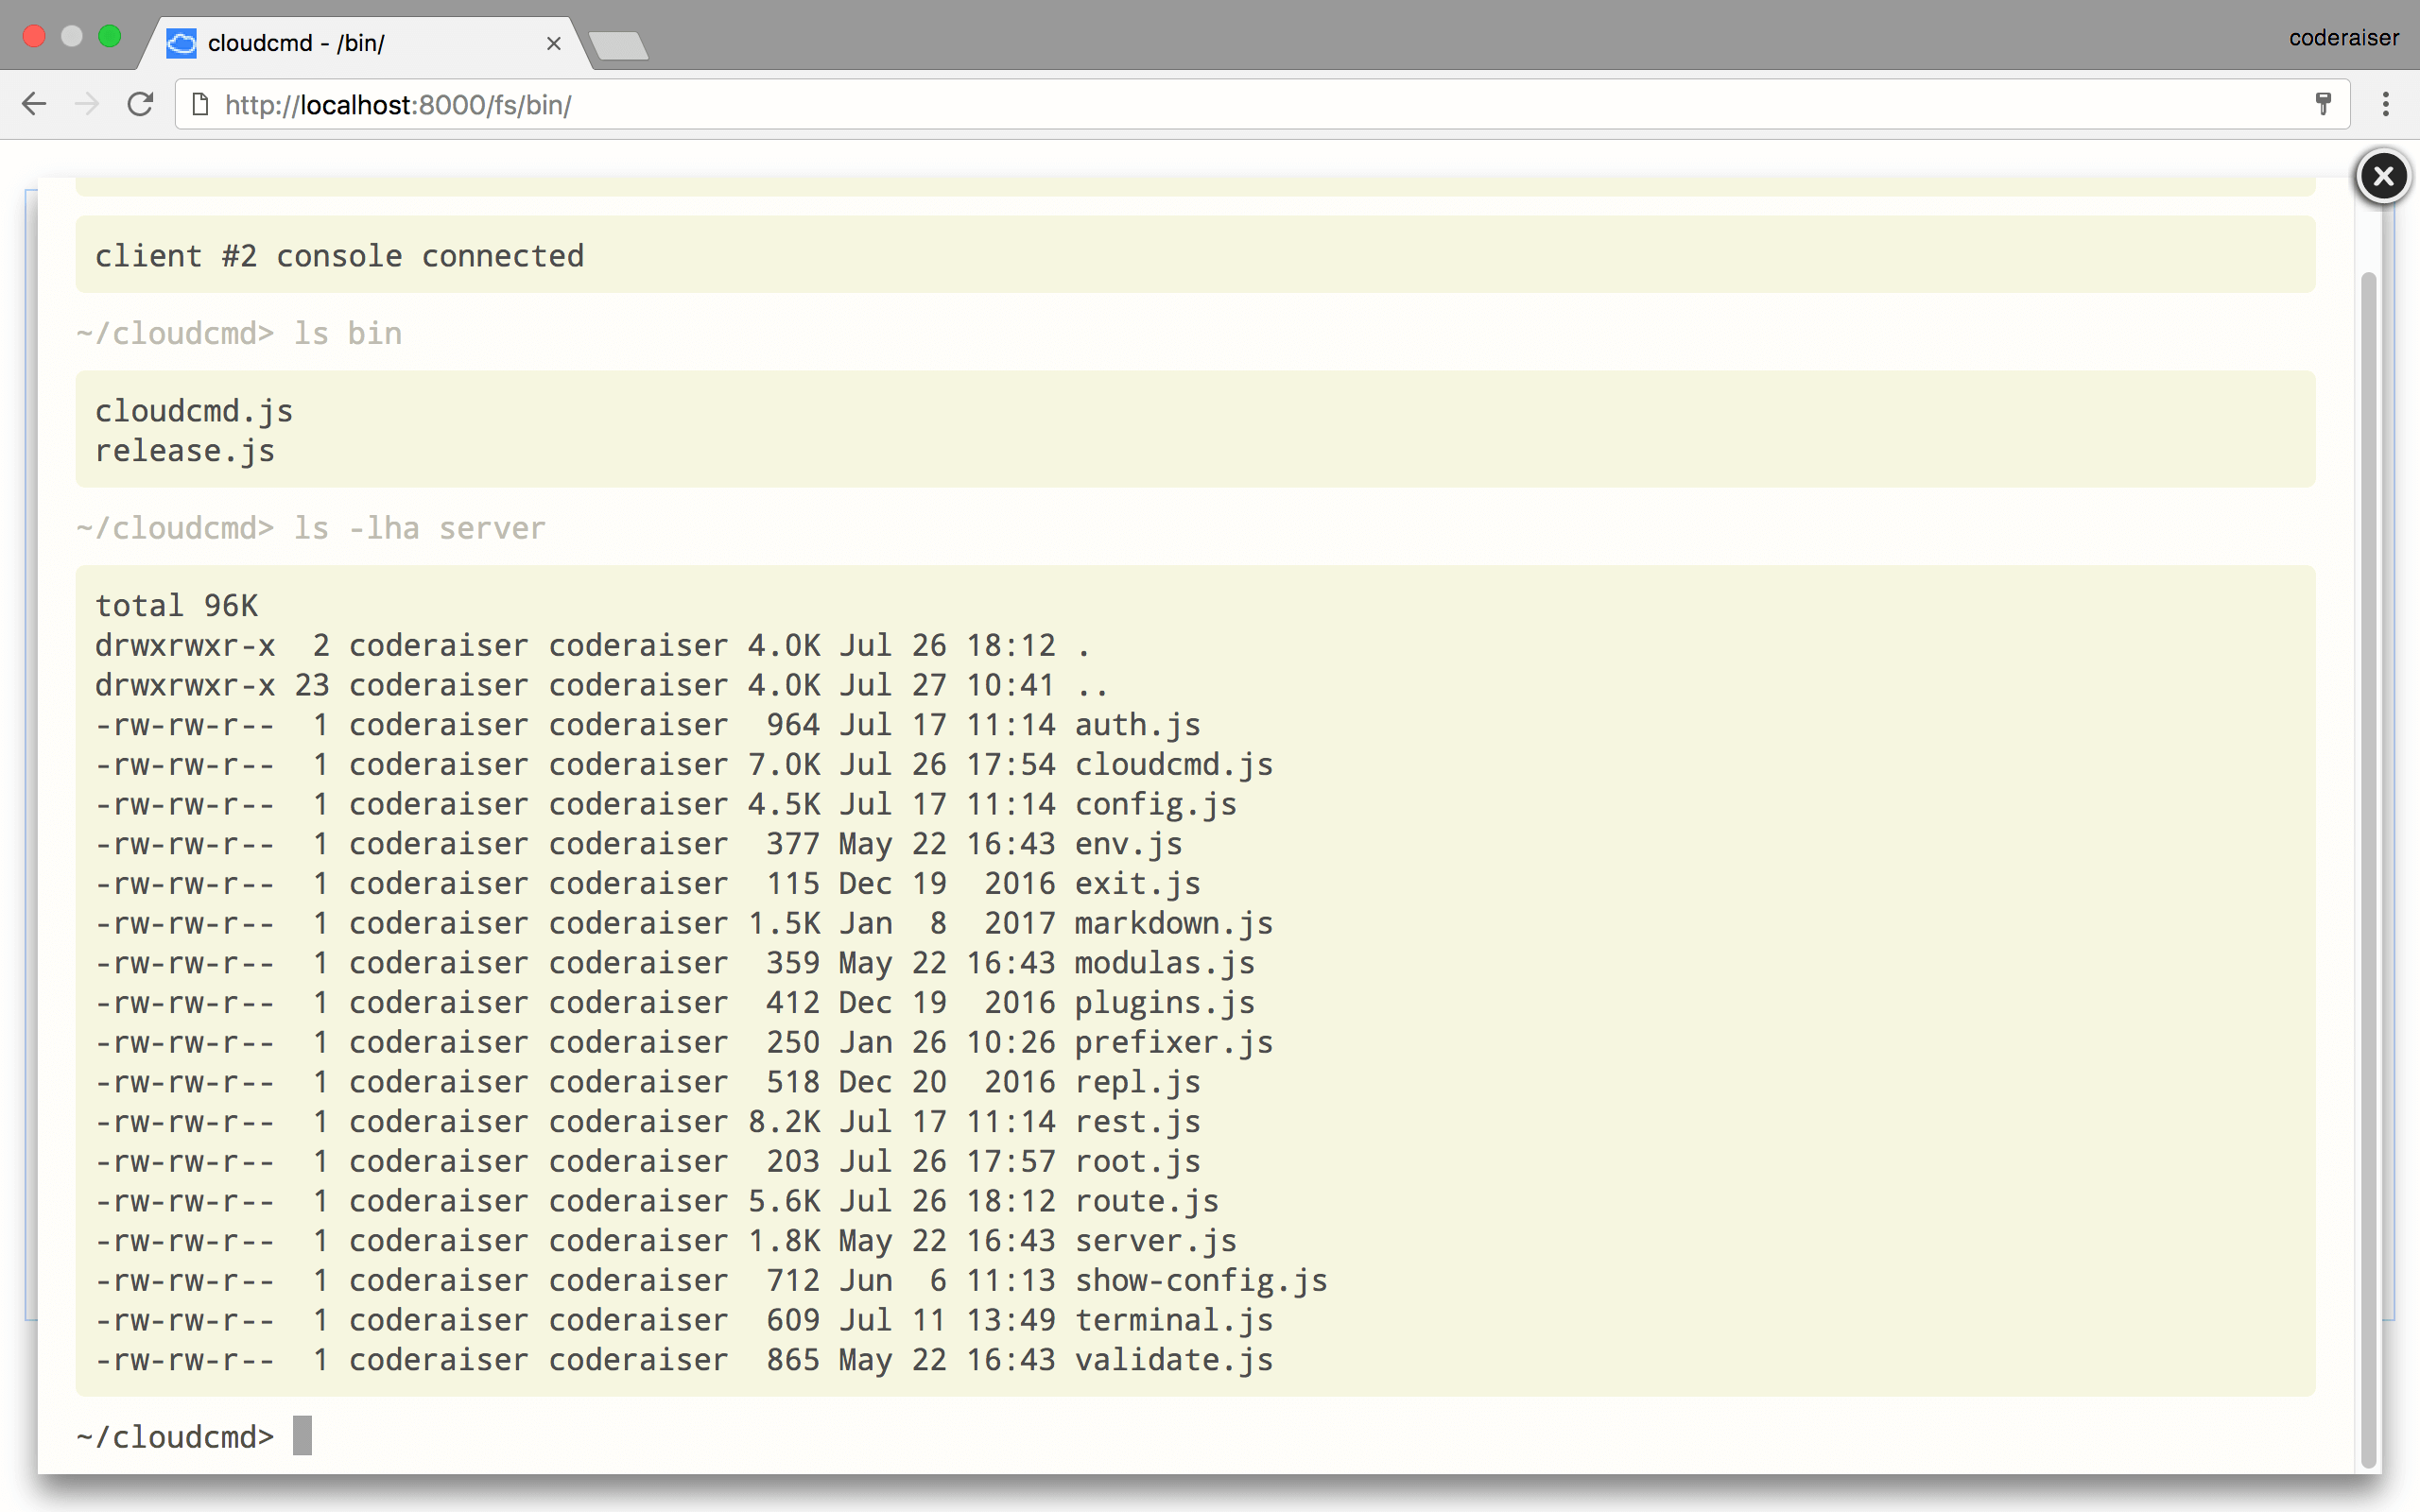 cloudcmd - /bin/
coderaiser
http://localhost:8000/fs/bin/
client #2 console connected
~/cloudcmd> ls bin
cloudcmd.js
release.js
~/cloudcmd> ls -lha server
total 96K
drwxrwxr-x  2 coderaiser coderaiser 4.0K Jul 26 18:12 .
drwxrwxr-x 23 coderaiser coderaiser 4.0K Jul 27 10:41 ..
-rw-rw-r--  1 coderaiser coderaiser  964 Jul 17 11:14 auth.js
-rw-rw-r--  1 coderaiser coderaiser 7.0K Jul 26 17:54 cloudcmd.js
-rw-rw-r--  1 coderaiser coderaiser 4.5K Jul 17 11:14 config.js
-rw-rw-r--  1 coderaiser coderaiser  377 May 22 16:43 env.js
-rw-rw-r--  1 coderaiser coderaiser  115 Dec 19  2016 exit.js
-rw-rw-r--  1 coderaiser coderaiser 1.5K Jan  8  2017 markdown.js
-rw-rw-r--  1 coderaiser coderaiser  359 May 22 16:43 modulas.js
-rw-rw-r--  1 coderaiser coderaiser  412 Dec 19  2016 plugins.js
-rw-rw-r--  1 coderaiser coderaiser  250 Jan 26 10:26 prefixer.js
-rw-rw-r--  1 coderaiser coderaiser  518 Dec 20  2016 repl.js
-rw-rw-r--  1 coderaiser coderaiser 8.2K Jul 17 11:14 rest.js
-rw-rw-r--  1 coderaiser coderaiser  203 Jul 26 17:57 root.js
-rw-rw-r--  1 coderaiser coderaiser 5.6K Jul 26 18:12 route.js
-rw-rw-r--  1 coderaiser coderaiser 1.8K May 22 16:43 server.js
-rw-rw-r--  1 coderaiser coderaiser  712 Jun  6 11:13 show-config.js
-rw-rw-r--  1 coderaiser coderaiser  609 Jul 11 13:49 terminal.js
-rw-rw-r--  1 coderaiser coderaiser  865 May 22 16:43 validate.js
~/cloudcmd>